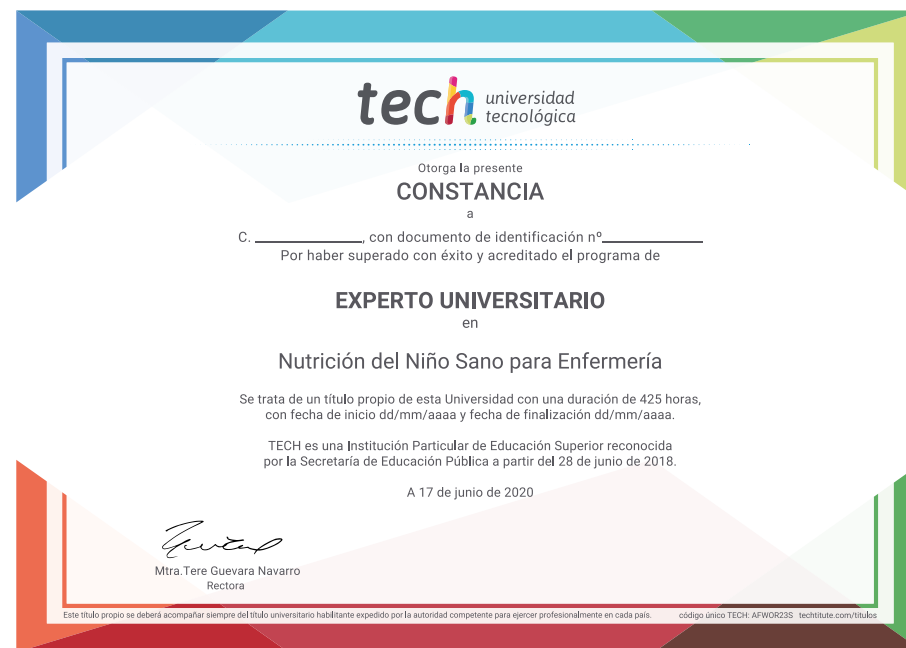 tech universidad
tecnológica
Otorga la presente
CONSTANCIA
a
C. ____________, con documento de identificación nº____________
Por haber superado con éxito y acreditado el programa de
EXPERTO UNIVERSITARIO
en
Nutrición del Niño Sano para Enfermería
Se trata de un título propio de esta Universidad con una duración de 425 horas,
con fecha de inicio dd/mm/aaaa y fecha de finalización dd/mm/aaaa.
TECH es una Institución Particular de Educación Superior reconocida
por la Secretaría de Educación Pública a partir del 28 de junio de 2018.
A 17 de junio de 2020
Mtra.Tere Guevara Navarro
Rectora
Este título propio se deberá acompañar siempre del título universitario habilitante expedido por la autoridad competente para ejercer profesionalmente en cada país. código único TECH: AFWOR23S techtitute.com/titulos